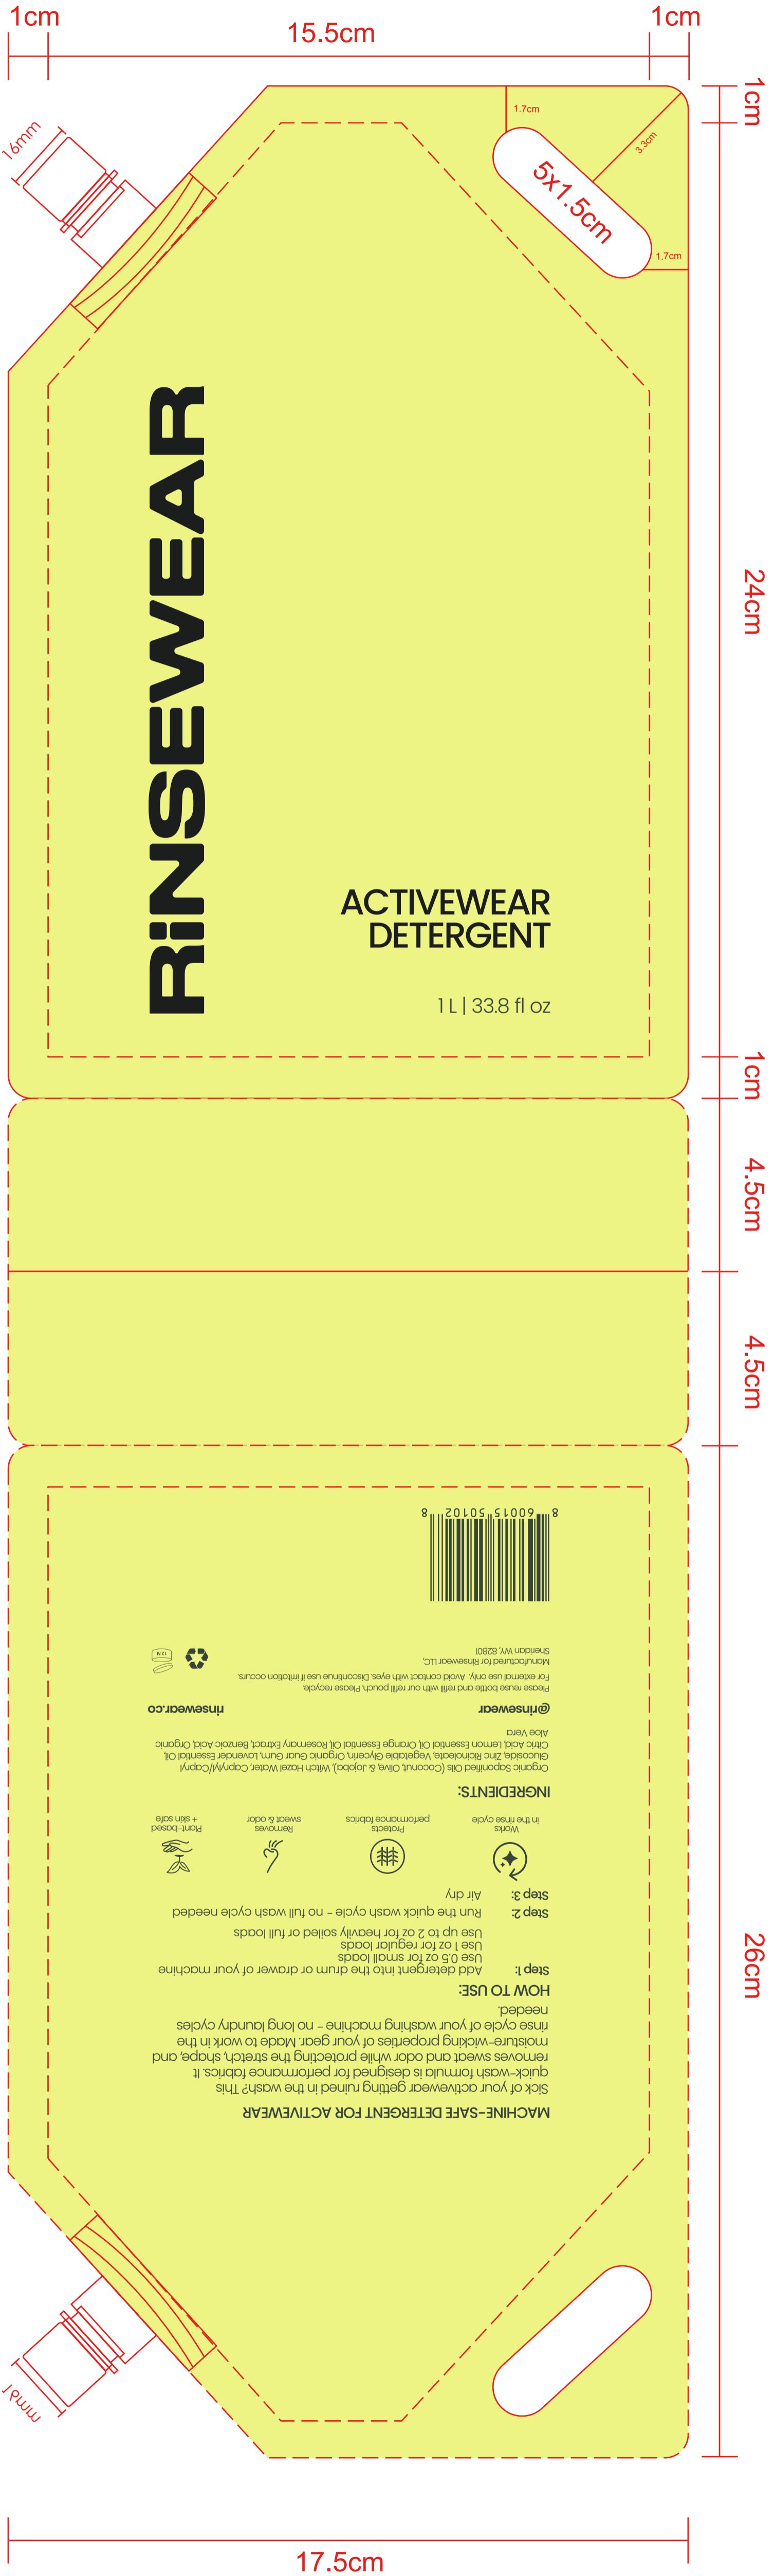 1cm
15.5cm
1cm
1cm
16mm
1.7cm
3.3cm
5x1.5cm
1.7cm
24cm
RiNSEWEAR
ACTIVEWEAR
DETERGENT
1 L | 33.8 fl oz
1cm
4.5cm
4.5cm
26cm
MACHINE-SAFE DETERGENT FOR ACTIVEWEAR
Sick of your activewear getting ruined in the wash? This
quick-wash formula is designed for performance fabrics. It
removes sweat and odor while protecting the stretch, shape, and
moisture-wicking properties of your gear. Made to work in the
rinse cycle of your washing machine - no long laundry cycles
needed.
HOW TO USE:
Step 1: Add detergent into the drum or drawer of your machine
Use 0.5 oz for small loads
Use 1 oz for regular loads
Use up to 2 oz for heavily soiled or full loads
Step 2: Run the quick wash cycle - no full wash cycle needed
Step 3: Air dry
Works
in the rinse cycle
Protects
performance fabrics
Removes
sweat & odor
Plant-based
+ skin safe
INGREDIENTS:
Organic Saponified Oils (Coconut, Olive, & Jojoba), Witch Hazel Water, Caprylyl/Capryl
Glucoside, Zinc Ricinoleate, Vegetable Glycerin, Organic Guar Gum, Lavender Essential Oil,
Citric Acid, Lemon Essential Oil, Orange Essential Oil, Rosemary Extract, Benzoic Acid, Organic
Aloe Vera
@rinsewear
rinsewear.co
Please reuse bottle and refill with our refill pouch. Please recycle.
For external use only. Avoid contact with eyes. Discontinue use if irritation occurs.
Manufactured for Rinsewear LLC,
Sheridan WY, 82801
8 60015 50102 8
16mm
17.5cm